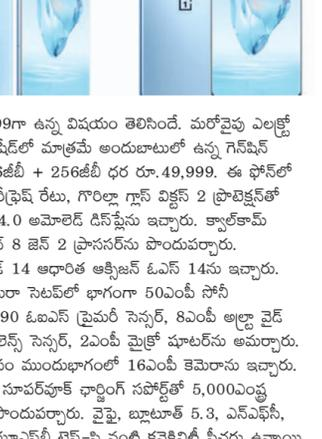 99గా ఉన్న విషయం తెలిసిందే. మరోవైపు ఎలక్ట్రో
షేడ్‌లో మాత్రమే అందుబాటులో ఉన్న గెన్‌షిన్
జీబీ + 256జీబీ ధర రూ.49,999. ఈ ఫోన్‌లో
రీఫ్రెష్ రేటు, గొరిల్లా గ్లాస్ విక్టస్ 2 ప్రొటెక్షన్‌తో
4.0 అమోలెడ్ డిస్‌ప్లేను ఇచ్చారు. క్వాల్‌కామ్
8 జెన్ 2 ప్రాససర్‌ను పొందుపర్చారు.
14 ఆధారిత ఆక్సిజన్ ఓఎస్ 14ను ఇచ్చారు.
సెటప్‌లో భాగంగా 50ఎంపీ సోనీ
90 ఓఐఎస్ ప్రైమరీ సెన్సర్, 8ఎంపీ అల్ట్రా వైడ్
లెన్స్ సెన్సర్, 2ఎంపీ మైక్రో షూటర్‌ను అమర్చారు.
ముందుభాగంలో 16ఎంపీ కెమెరాను ఇచ్చారు.
సూపర్‌వూక్ ఛార్జింగ్ సపోర్ట్‌తో 5,000ఎంహెచ్
పొందుపర్చారు. వైఫై, బ్లూటూత్ 5.3, ఎన్ఎఫ్‌సీ,